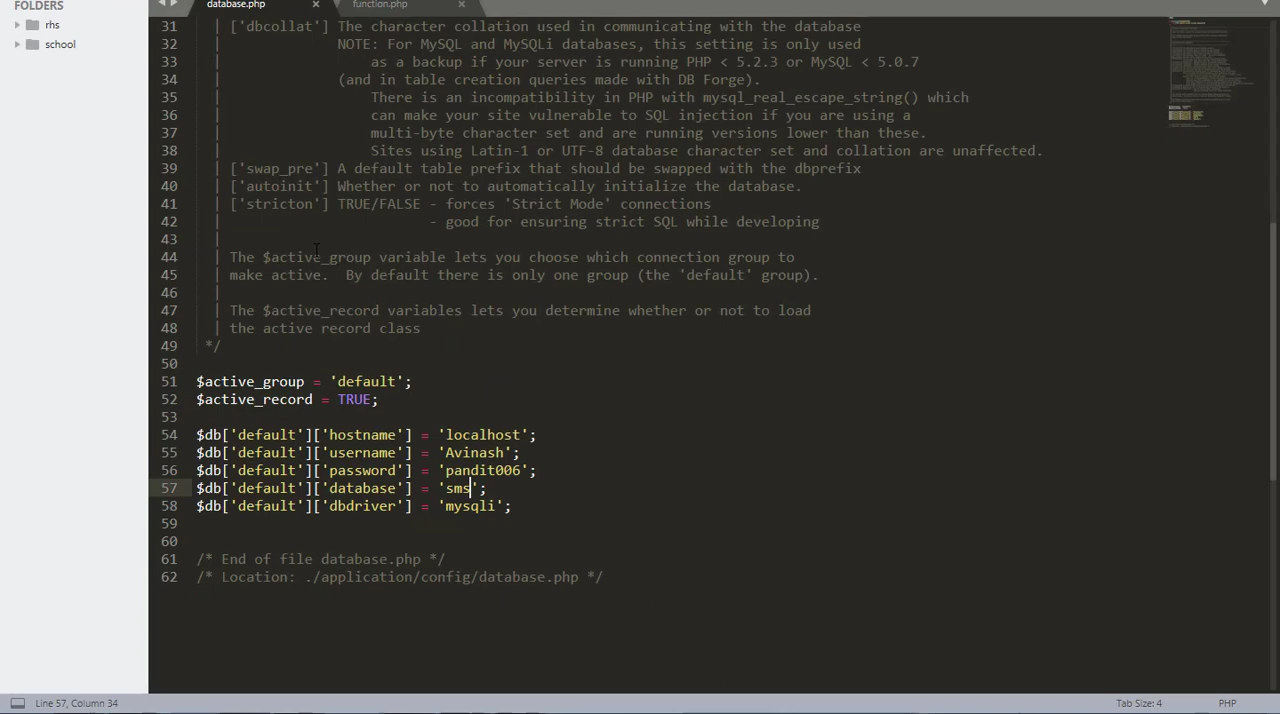 FOLDERS
rhs
school
database.php
function.php
31 | ['dbcollat'] The character collation used in communicating with the database
32 | NOTE: For MySQL and MySQLi databases, this setting is only used
33 | as a backup if your server is running PHP < 5.2.3 or MySQL < 5.0.7
34 | (and in table creation queries made with DB Forge).
35 | There is an incompatibility in PHP with mysql_real_escape_string() which
36 | can make your site vulnerable to SQL injection if you are using a
37 | multi-byte character set and are running versions lower than these.
38 | Sites using Latin-1 or UTF-8 database character set and collation are unaffected.
39 | ['swap_pre'] A default table prefix that should be swapped with the dbprefix
40 | ['autoinit'] Whether or not to automatically initialize the database.
41 | ['stricton'] TRUE/FALSE - forces 'Strict Mode' connections
42 | - good for ensuring strict SQL while developing
43 |
44 | The $active_group variable lets you choose which connection group to
45 | make active.  By default there is only one group (the 'default' group).
46 |
47 | The $active_record variables lets you determine whether or not to load
48 | the active record class
49 */
50
51 $active_group = 'default';
52 $active_record = TRUE;
53
54 $db['default']['hostname'] = 'localhost';
55 $db['default']['username'] = 'Avinash';
56 $db['default']['password'] = 'pandit006';
57 $db['default']['database'] = 'sms';
58 $db['default']['dbdriver'] = 'mysqli';
59
60
61 /* End of file database.php */
62 /* Location: ./application/config/database.php */
Line 57, Column 34
Tab Size: 4
PHP